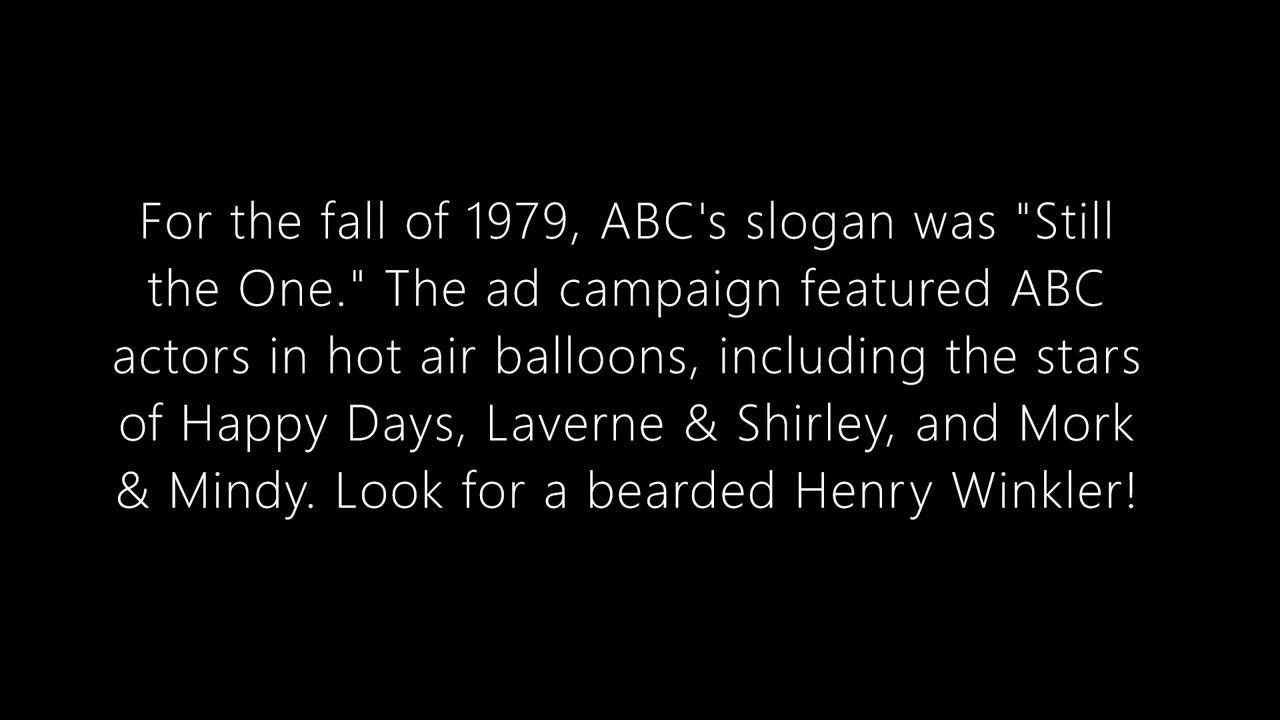 For the fall of 1979, ABC's slogan was "Still
the One." The ad campaign featured ABC
actors in hot air balloons, including the stars
of Happy Days, Laverne & Shirley, and Mork
& Mindy. Look for a bearded Henry Winkler!